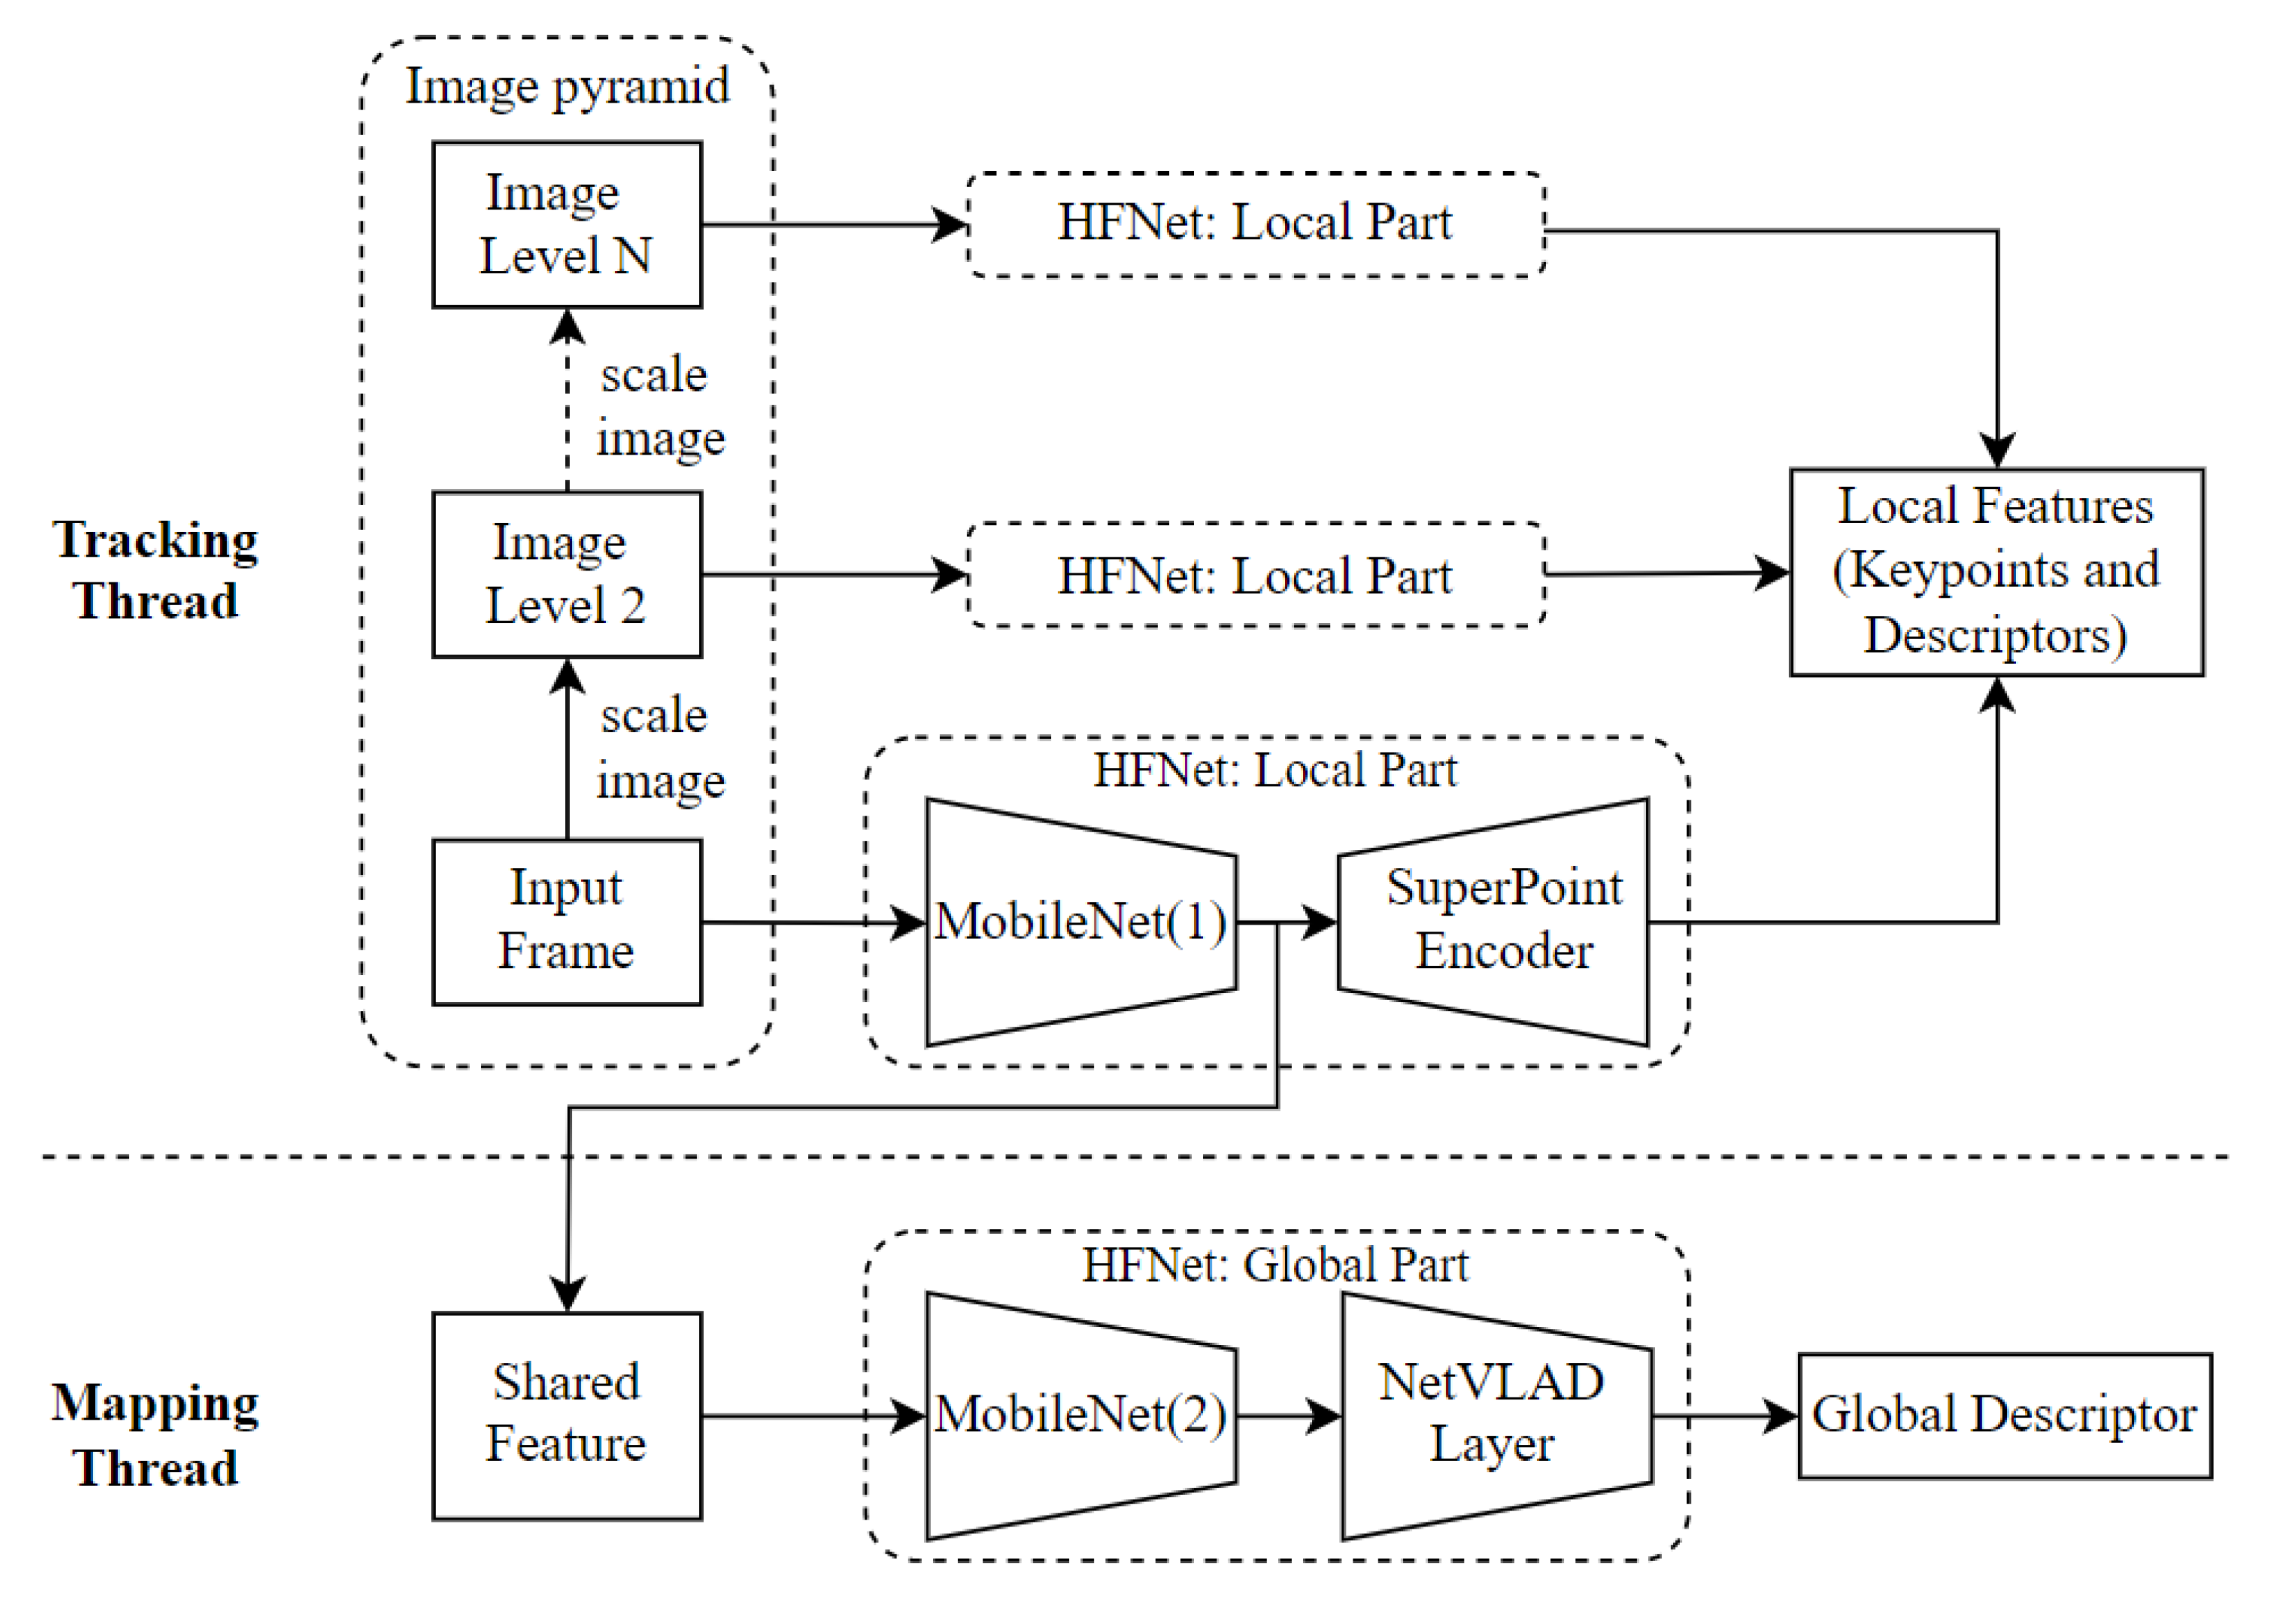 Image pyramid
Image
Level N
HFNet: Local Part
scale
image
Tracking
Thread
Image
Level 2
HFNet: Local Part
Local Features
(Keypoints and
Descriptors)
scale
image
HFNet: Local Part
Input
Frame
MobileNet(1)
SuperPoint
Encoder
HFNet: Global Part
Mapping
Thread
Shared
Feature
MobileNet(2)
NetVLAD
Layer
Global Descriptor